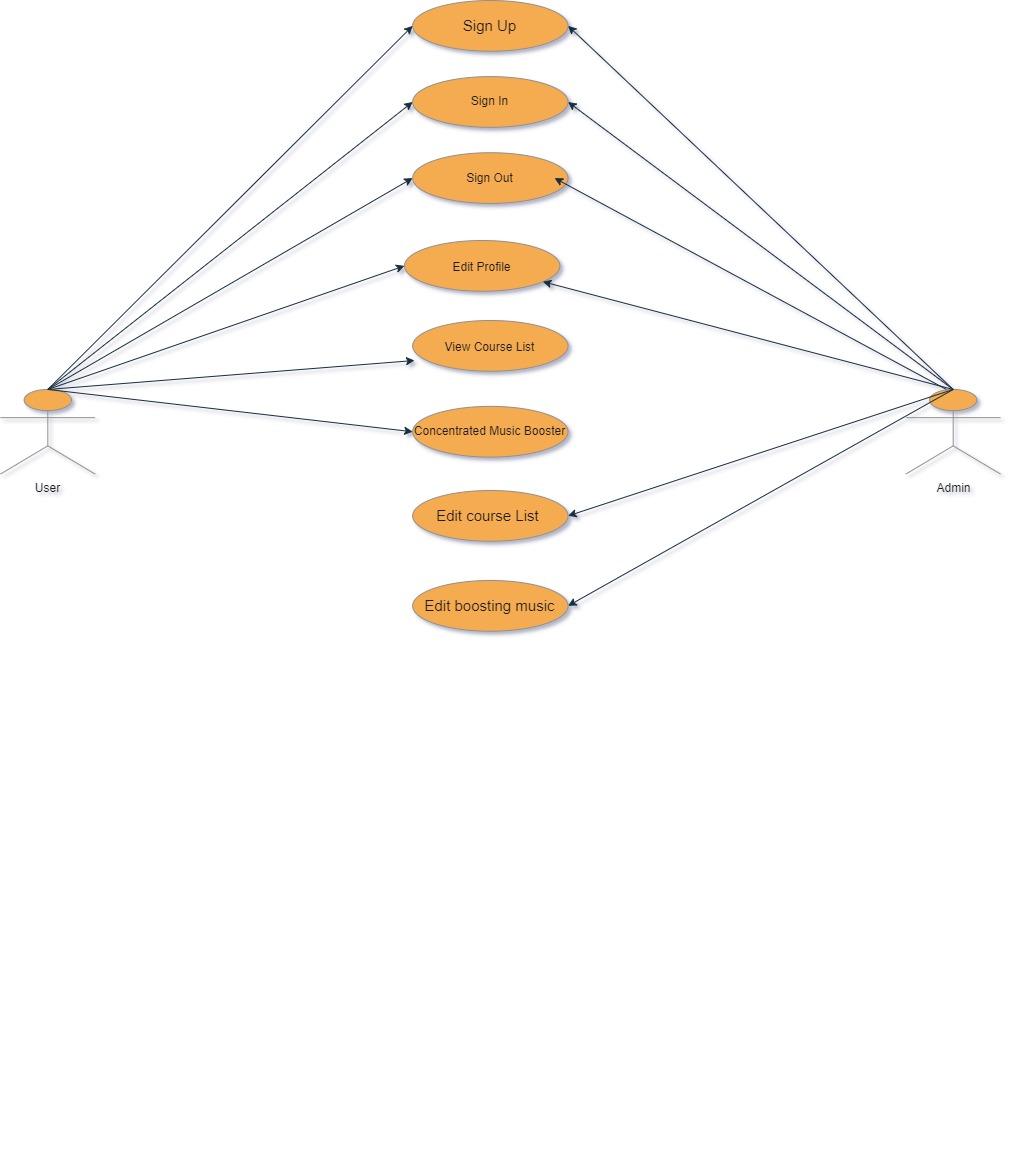 Sign Up
Sign In
Sign Out
Edit Profile
View Course List
Concentrated Music Booster
User
Admin
Edit course List
Edit boosting music